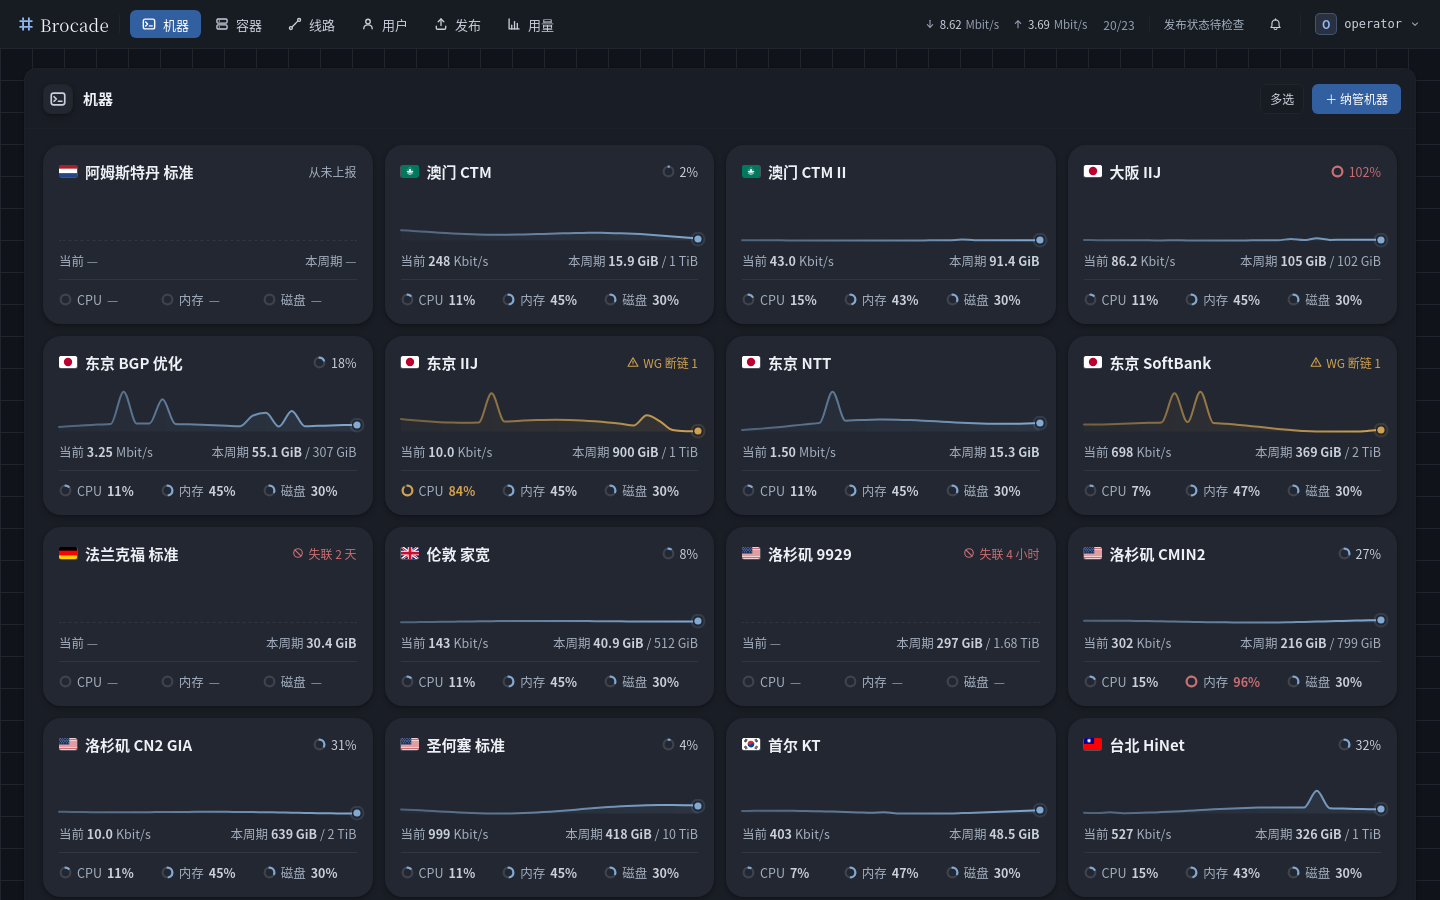 Brocade 机器 容器 线路 用户 发布 用量 8.62 Mbit/s 3.69 Mbit/s 20/23 发布状态待检查 O operator
机器 多选 纳管机器
阿姆斯特丹 标准 从未上报
当前 — 本周期 —
CPU — 内存 — 磁盘 —
澳门 CTM 2%
当前 248 Kbit/s 本周期 15.9 GiB / 1 TiB
CPU 11% 内存 45% 磁盘 30%
澳门 CTM II
当前 43.0 Kbit/s 本周期 91.4 GiB
CPU 15% 内存 43% 磁盘 30%
大阪 IIJ 102%
当前 86.2 Kbit/s 本周期 105 GiB / 102 GiB
CPU 11% 内存 45% 磁盘 30%
东京 BGP 优化 18%
当前 3.25 Mbit/s 本周期 55.1 GiB / 307 GiB
CPU 11% 内存 45% 磁盘 30%
东京 IIJ WG 断链 1
当前 10.0 Kbit/s 本周期 900 GiB / 1 TiB
CPU 84% 内存 45% 磁盘 30%
东京 NTT
当前 1.50 Mbit/s 本周期 15.3 GiB
CPU 11% 内存 45% 磁盘 30%
东京 SoftBank WG 断链 1
当前 698 Kbit/s 本周期 369 GiB / 2 TiB
CPU 7% 内存 47% 磁盘 30%
法兰克福 标准 失联 2 天
当前 — 本周期 30.4 GiB
CPU — 内存 — 磁盘 —
伦敦 家宽 8%
当前 143 Kbit/s 本周期 40.9 GiB / 512 GiB
CPU 11% 内存 45% 磁盘 30%
洛杉矶 9929 失联 4 小时
当前 — 本周期 297 GiB / 1.68 TiB
CPU — 内存 — 磁盘 —
洛杉矶 CMIN2 27%
当前 302 Kbit/s 本周期 216 GiB / 799 GiB
CPU 15% 内存 96% 磁盘 30%
洛杉矶 CN2 GIA 31%
当前 10.0 Kbit/s 本周期 639 GiB / 2 TiB
CPU 11% 内存 45% 磁盘 30%
圣何塞 标准 4%
当前 999 Kbit/s 本周期 418 GiB / 10 TiB
CPU 11% 内存 45% 磁盘 30%
首尔 KT
当前 403 Kbit/s 本周期 48.5 GiB
CPU 7% 内存 47% 磁盘 30%
台北 HiNet 32%
当前 527 Kbit/s 本周期 326 GiB / 1 TiB
CPU 15% 内存 43% 磁盘 30%